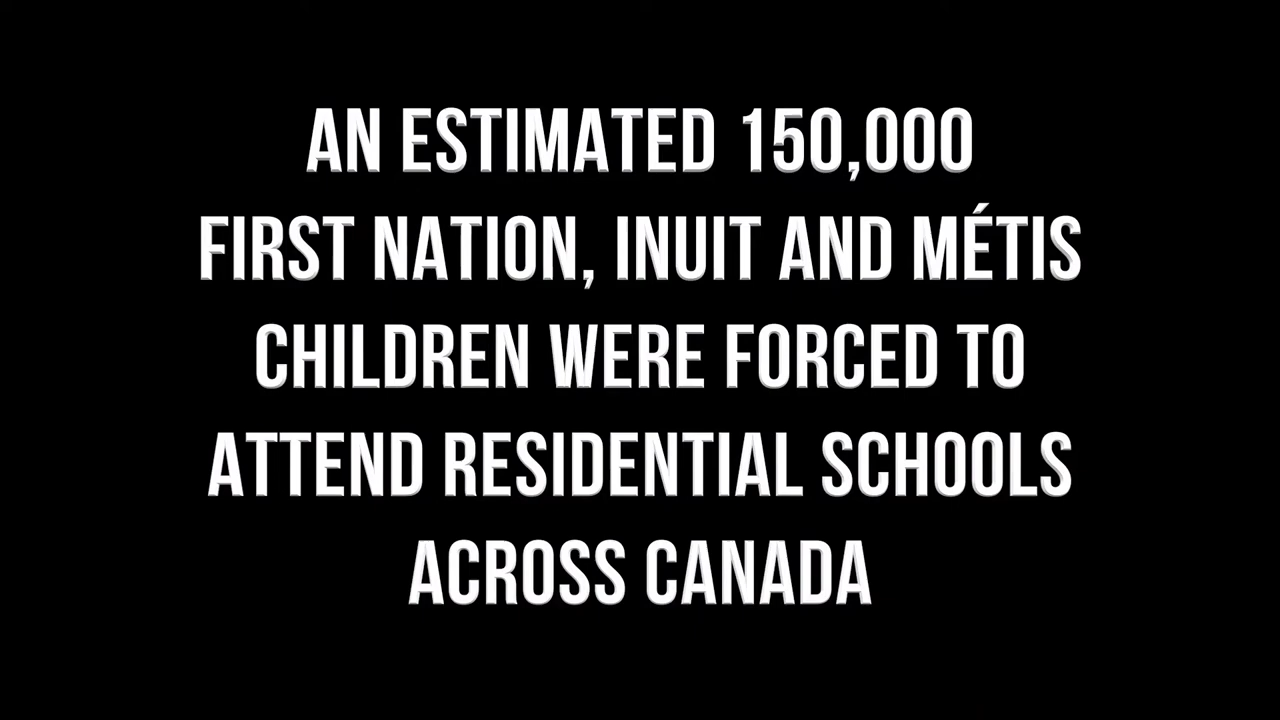 AN ESTIMATED 150,000
FIRST NATION, INUIT AND MÉTIS
CHILDREN WERE FORCED TO
ATTEND RESIDENTIAL SCHOOLS
ACROSS CANADA